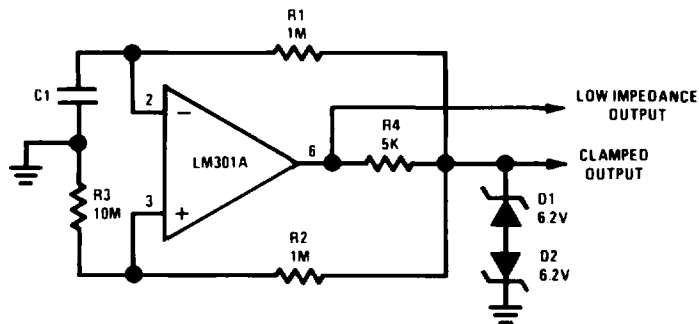 R1
1M
C1
2
−
LM301A
6
R4
5K
LOW IMPEDANCE
OUTPUT
CLAMPED
OUTPUT
R3
10M
3
+
R2
1M
D1
6.2V
D2
6.2V